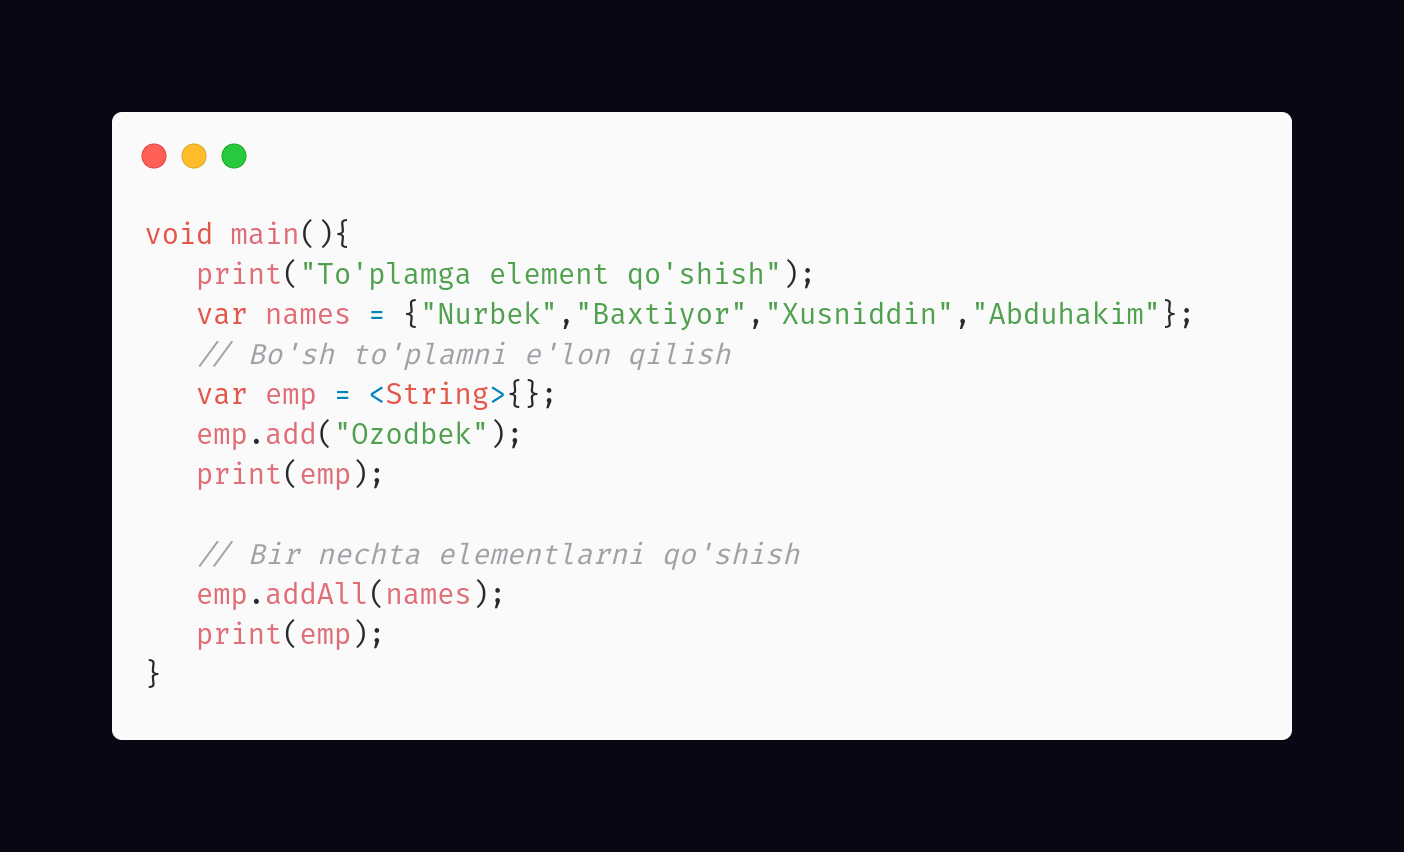 void main(){
   print("To'plamga element qo'shish");
   var names = {"Nurbek","Baxtiyor","Xusniddin","Abduhakim"};
   // Bo'sh to'plamni e'lon qilish
   var emp = <String>{};
   emp.add("Ozodbek");
   print(emp);

   // Bir nechta elementlarni qo'shish
   emp.addAll(names);
   print(emp);
}